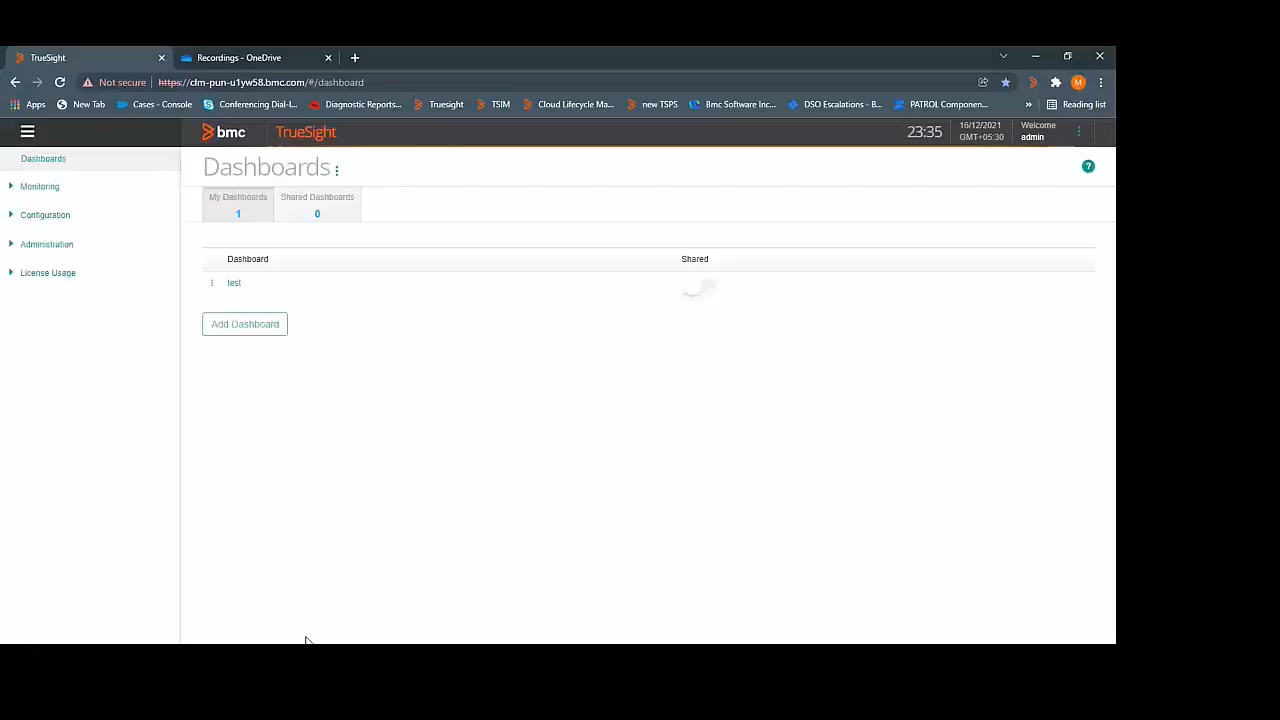 TrueSight
Recordings - OneDrive
Not secure https://clm-pun-u1yw58.bmc.com/#/dashboard
M
Apps New Tab Cases - Console Conferencing Dial-I... Diagnostic Reports... Truesight TSIM Cloud Lifecycle Ma... new TSPS Bmc Software Inc... DSO Escalations - B... PATROL Componen... » Reading list
bmc TrueSight 23:35 16/12/2021 Welcome
GMT+05:30 admin
Dashboards
Monitoring
Configuration
Administration
License Usage
Dashboards
?
My Dashboards Shared Dashboards
1 0
Dashboard Shared
test
Add Dashboard